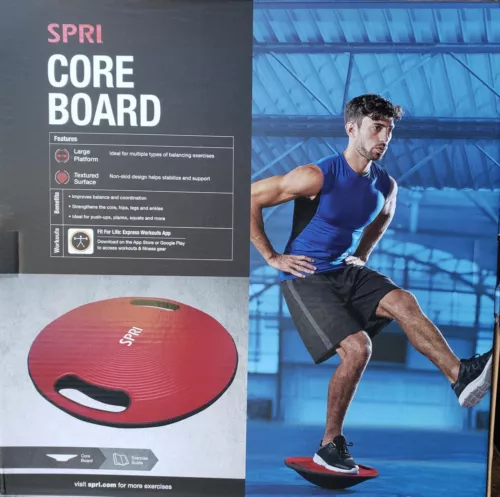 SPRI
CORE
BOARD
Features
Large
Platform
Ideal for multiple types of balancing exercises
Textured
Surface
Non-skid design helps stabilize and support
Benefits
• Improves balance and coordination
• Strengthens the core, hips, legs and ankles
• Ideal for push-ups, planks, squats and more
Workouts
Fit For Life: Express Workouts App
Download on the App Store or Google Play
to access workouts & fitness gear
SPRI
Core
Board
Exercise
Guide
visit spri.com for more exercises